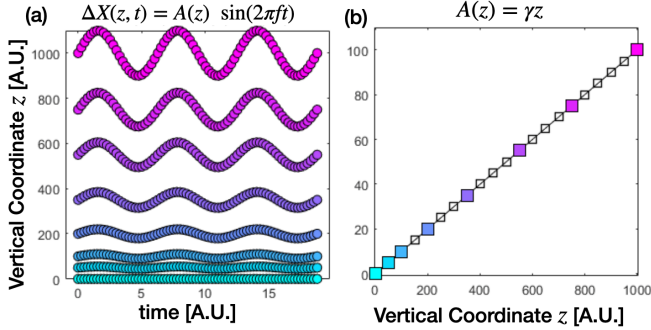 (a) ΔX(z, t) = A(z) sin(2πft)
Vertical Coordinate z [A.U.]
1000
800
600
400
200
0
0 5 10 15
time [A.U.]
(b) A(z) = γz
100
80
60
40
20
0
0 200 400 600 800 1000
Vertical Coordinate z [A.U.]